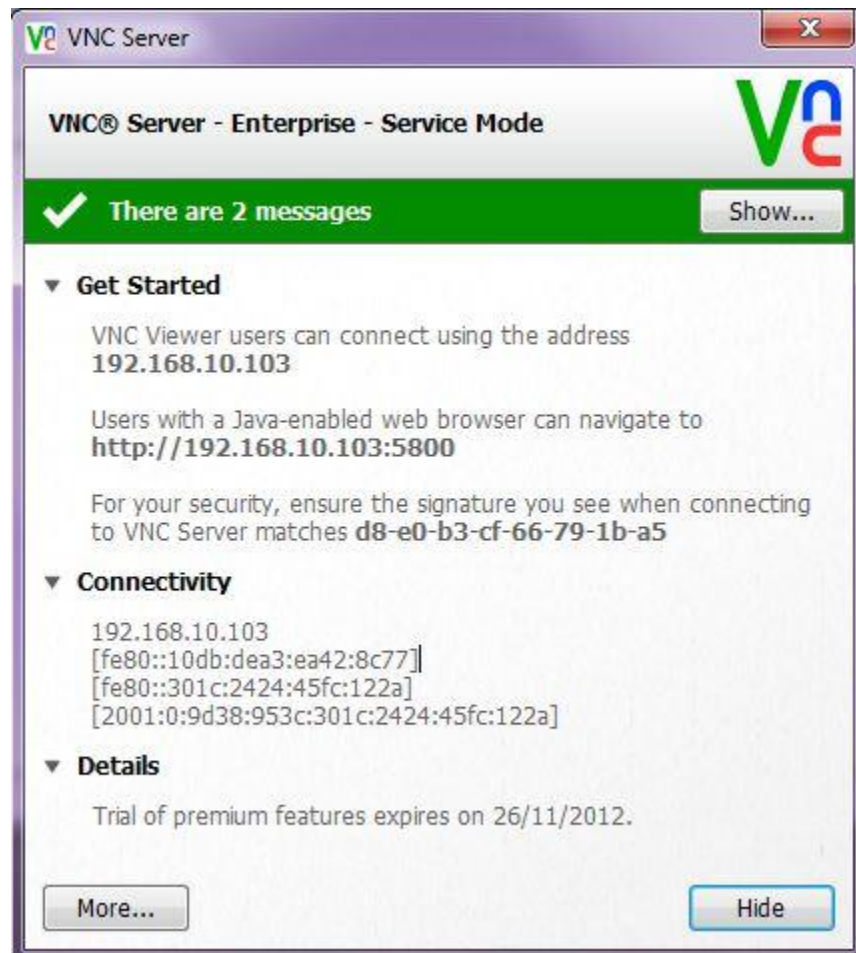 VNC Server
VNC® Server - Enterprise - Service Mode
There are 2 messages
Show...
Get Started
VNC Viewer users can connect using the address
192.168.10.103
Users with a Java-enabled web browser can navigate to
http://192.168.10.103:5800
For your security, ensure the signature you see when connecting
to VNC Server matches d8-e0-b3-cf-66-79-1b-a5
Connectivity
192.168.10.103
[fe80::10db:dea3:ea42:8c77]
[fe80::301c:2424:45fc:122a]
[2001:0:9d38:953c:301c:2424:45fc:122a]
Details
Trial of premium features expires on 26/11/2012.
More...
Hide